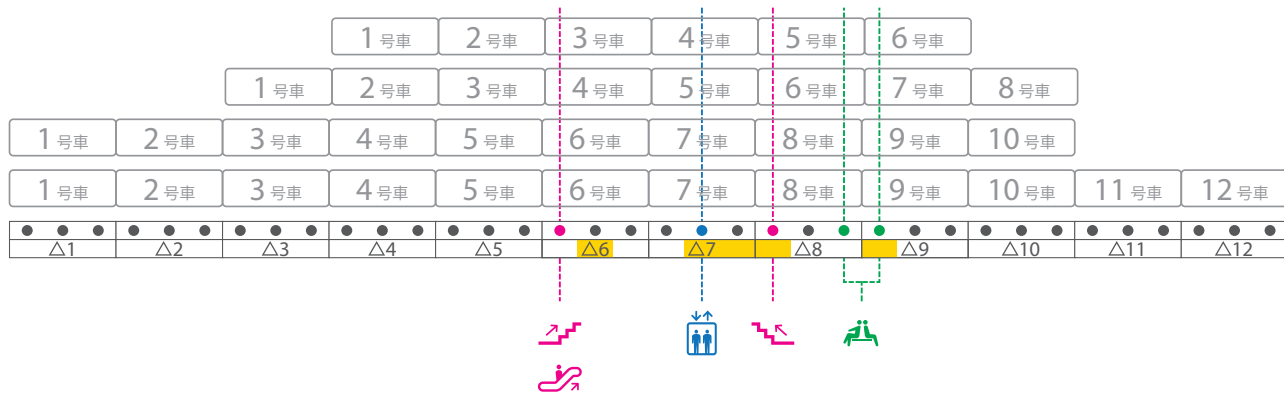 1号車 2号車 3号車 4号車 5号車 6号車
1号車 2号車 3号車 4号車 5号車 6号車 7号車 8号車
1号車 2号車 3号車 4号車 5号車 6号車 7号車 8号車 9号車 10号車
1号車 2号車 3号車 4号車 5号車 6号車 7号車 8号車 9号車 10号車 11号車 12号車
△1 △2 △3 △4 △5 △6 △7 △8 △9 △10 △11 △12